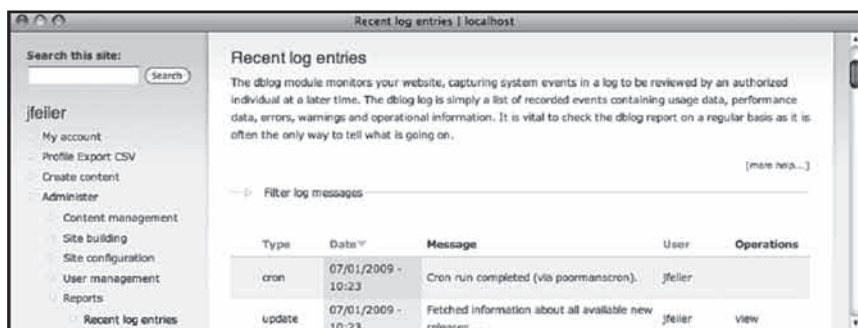 Recent log entries | localhost
Search this site:
Search
jfeiler
My account
Profile Export CSV
Create content
Administer
Content management
Site building
Site configuration
User management
Reports
Recent log entries
Recent log entries
The dblog module monitors your website, capturing system events in a log to be reviewed by an authorized
individual at a later time. The dblog log is simply a list of recorded events containing usage data, performance
data, errors, warnings and operational information. It is vital to check the dblog report on a regular basis as it is
often the only way to tell what is going on.
[more help...]
Filter log messages
Type Date Message User Operations
cron 07/01/2009 - 10:23 Cron run completed (via poormanscron). jfeiler
update 07/01/2009 - 10:23 Fetched information about all available new releases jfeiler view